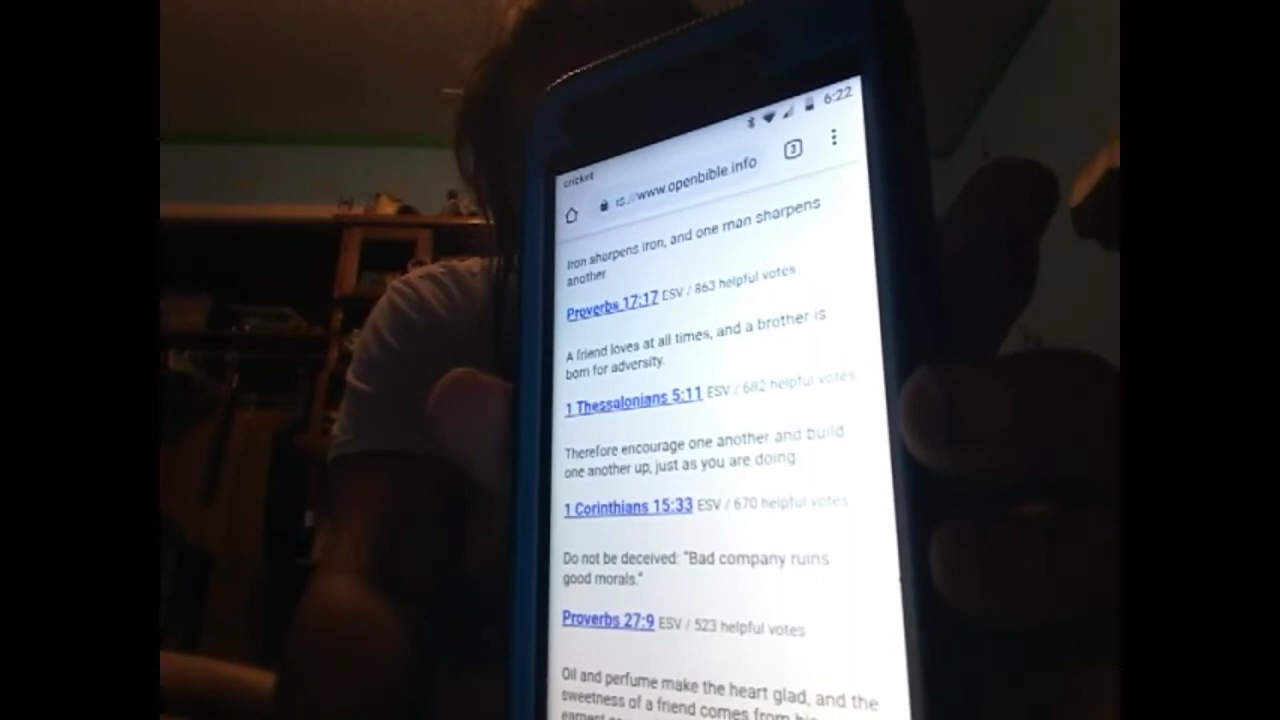 6:22
cricket
s://www.openbible.info
3
Iron sharpens iron, and one man sharpens
another
Proverbs 17:17 ESV / 863 helpful votes
A friend loves at all times, and a brother is
born for adversity.
1 Thessalonians 5:11 ESV / 682 helpful votes
Therefore encourage one another and build
one another up, just as you are doing
1 Corinthians 15:33 ESV / 670 helpful votes
Do not be deceived: "Bad company ruins
good morals."
Proverbs 27:9 ESV / 523 helpful votes
Oil and perfume make the heart glad, and the
sweetness of a friend comes from his
earnest